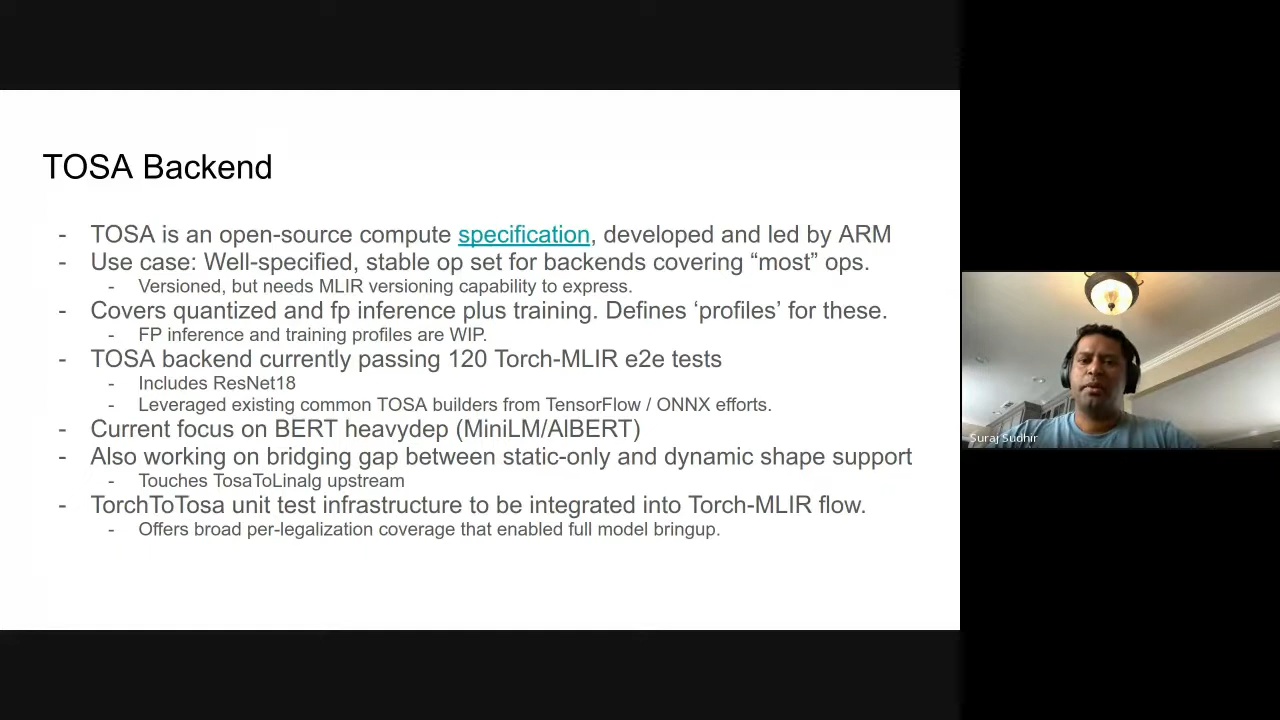 TOSA Backend
- TOSA is an open-source compute specification, developed and led by ARM
- Use case: Well-specified, stable op set for backends covering “most” ops.
- Versioned, but needs MLIR versioning capability to express.
- Covers quantized and fp inference plus training. Defines ‘profiles’ for these.
- FP inference and training profiles are WIP.
- TOSA backend currently passing 120 Torch-MLIR e2e tests
- Includes ResNet18
- Leveraged existing common TOSA builders from TensorFlow / ONNX efforts.
- Current focus on BERT heavydep (MiniLM/AlBERT)
- Also working on bridging gap between static-only and dynamic shape support
- Touches TosaToLinalg upstream
- TorchToTosa unit test infrastructure to be integrated into Torch-MLIR flow.
- Offers broad per-legalization coverage that enabled full model bringup.
Suraj Sudhir